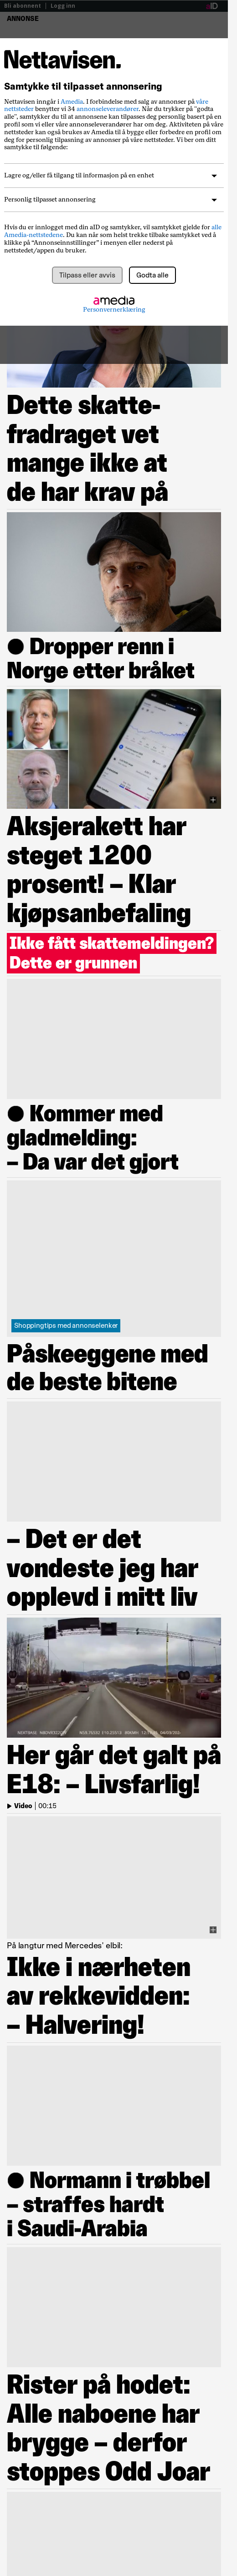 Bli abonnent | Logg inn
ANNONSE
Nettavisen.
Samtykke til tilpasset annonsering
Nettavisen inngår i Amedia. I forbindelse med salg av annonser på våre
nettsteder benytter vi 34 annonseleverandører. Når du trykker på "godta
alle", samtykker du til at annonsene kan tilpasses deg personlig basert på en
profil om deg som vi eller våre annonseleverandører har om deg. Besøk på våre
nettsteder kan også brukes av Amedia til å bygge eller forbedre en profil om
deg for personlig tilpasning av annonser på våre nettsteder. Vi ber om ditt
samtykke til følgende:
Lagre og/eller få tilgang til informasjon på en enhet
Personlig tilpasset annonsering
Hvis du er innlogget med din aID og samtykker, vil samtykket gjelde for alle
Amedia-nettstedene. Du kan når som helst trekke tilbake samtykket ved å
klikke på “Annonseinnstillinger” i menyen eller nederst på
nettstedet/appen du bruker.
Tilpass eller avvis
Godta alle
amedia
Personvernerklæring
Dette skatte-
fradraget vet
mange ikke at
de har krav på
● Dropper renn i
Norge etter bråket
Aksjerakett har
steget 1200
prosent! – Klar
kjøpsanbefaling
Ikke fått skattemeldingen?
Dette er grunnen
● Kommer med
gladmelding:
– Da var det gjort
Shoppingtips med annonselenker
Påskeeggene med
de beste bitene
– Det er det
vondeste jeg har
opplevd i mitt liv
Her går det galt på
E18: – Livsfarlig!
Video | 00:15
På langtur med Mercedes' elbil:
Ikke i nærheten
av rekkevidden:
– Halvering!
● Normann i trøbbel
– straffes hardt
i Saudi-Arabia
Rister på hodet:
Alle naboene har
brygge – derfor
stoppes Odd Joar